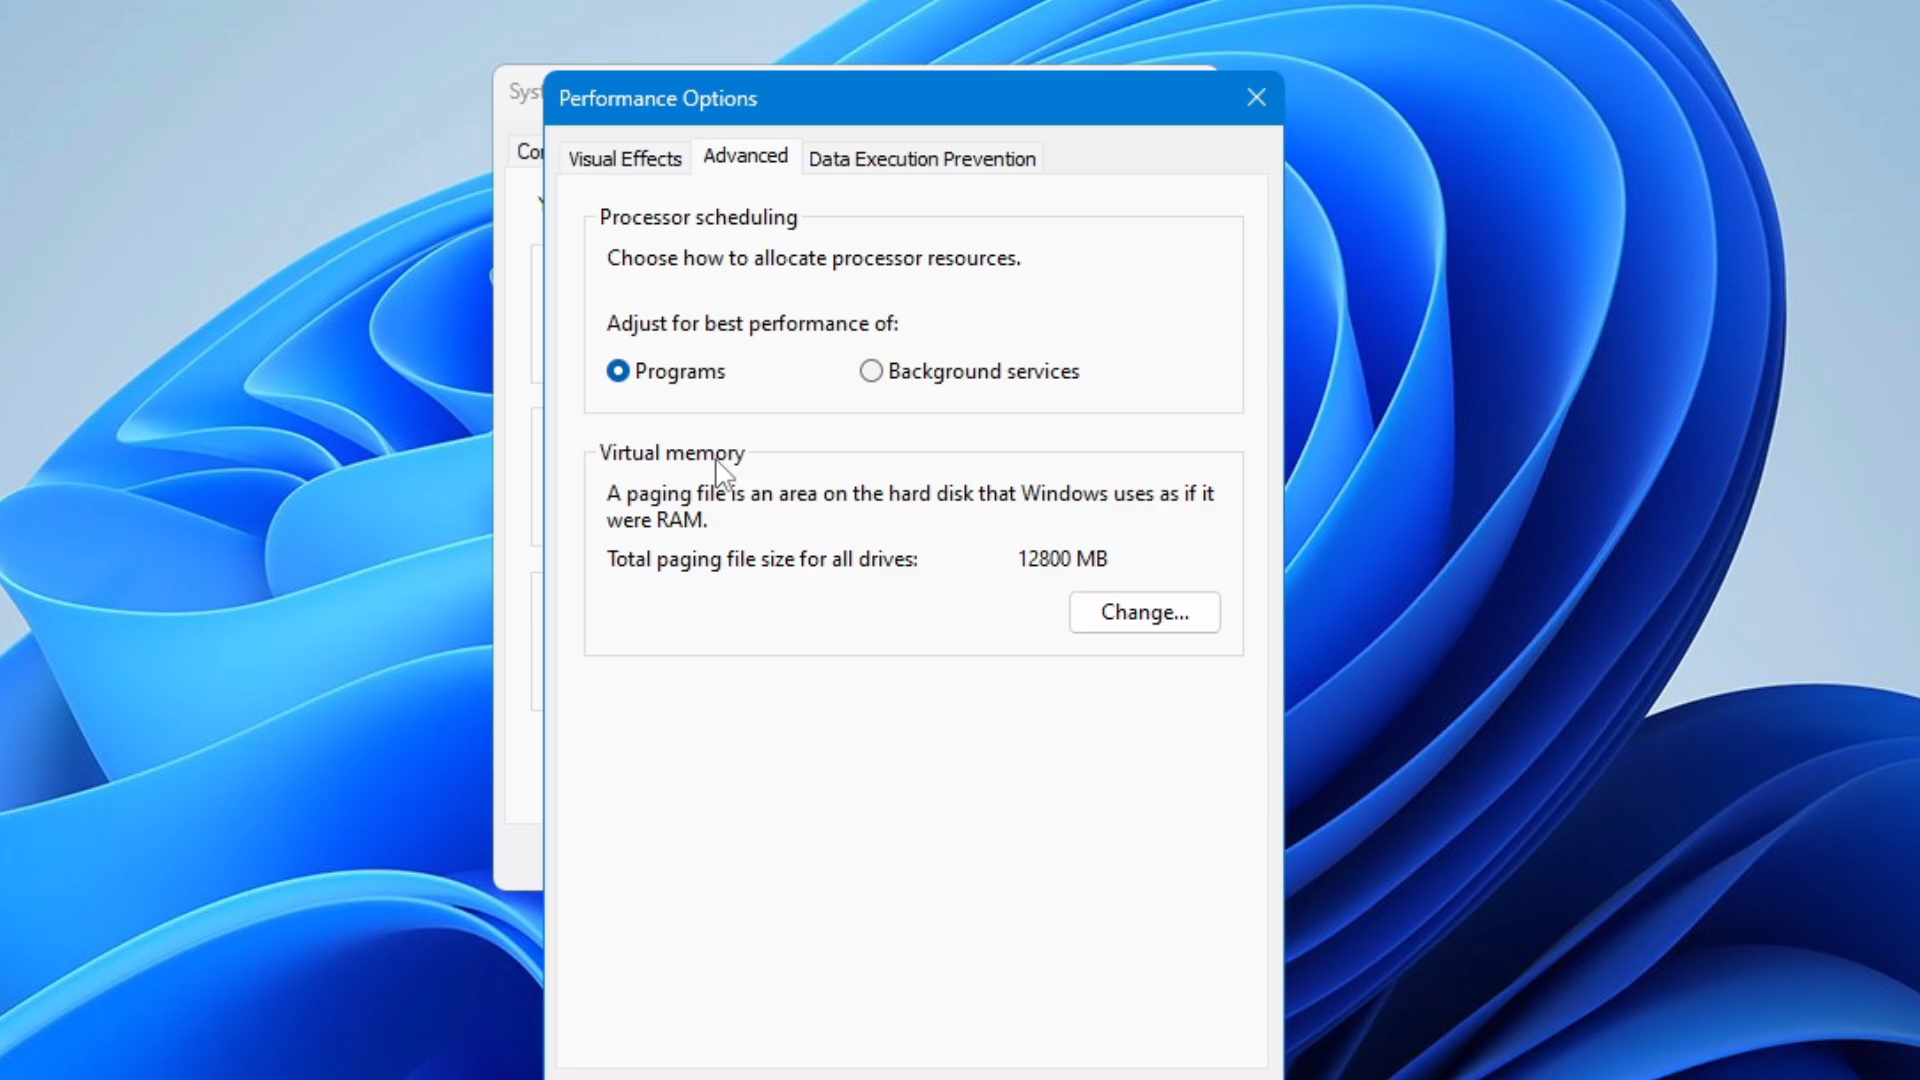 Performance Options
Visual Effects Advanced Data Execution Prevention
Processor scheduling
Choose how to allocate processor resources.
Adjust for best performance of:
Programs Background services
Virtual memory
A paging file is an area on the hard disk that Windows uses as if it
were RAM.
Total paging file size for all drives: 12800 MB
Change...